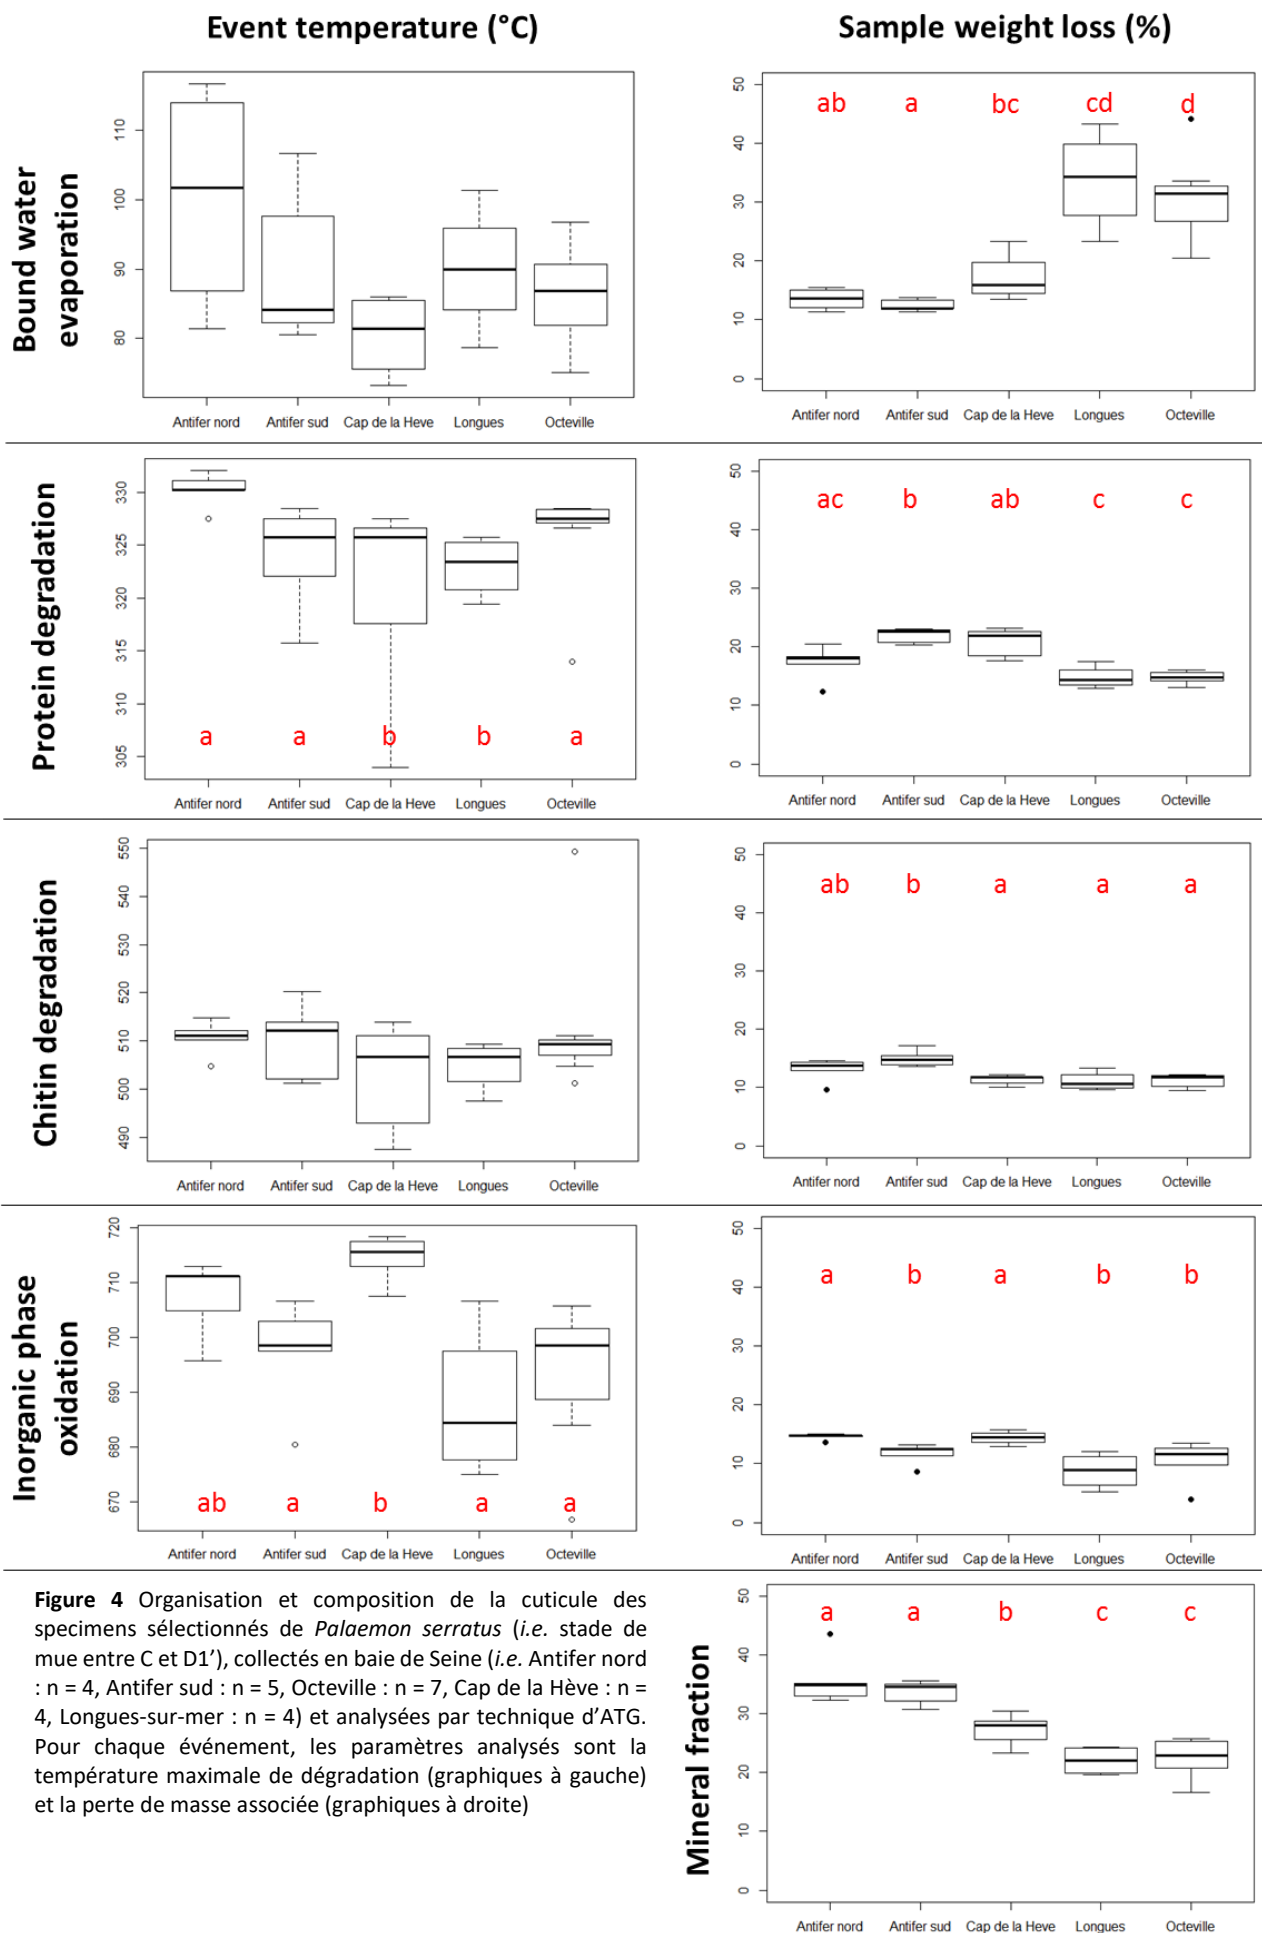 Event temperature (°C)
Sample weight loss (%)
Bound water
evaporation
110
100
90
80
Antifer nord Antifer sud Cap de la Heve Longues Octeville
50
40
30
20
10
0
ab a bc cd d
Antifer nord Antifer sud Cap de la Heve Longues Octeville
Protein degradation
330
325
320
315
310
305
a a b b a
Antifer nord Antifer sud Cap de la Heve Longues Octeville
50
40
30
20
10
0
ac b ab c c
Antifer nord Antifer sud Cap de la Heve Longues Octeville
Chitin degradation
550
540
530
520
510
500
490
Antifer nord Antifer sud Cap de la Heve Longues Octeville
50
40
30
20
10
0
ab b a a a
Antifer nord Antifer sud Cap de la Heve Longues Octeville
Inorganic phase
oxidation
720
710
700
690
680
670
ab a b a a
Antifer nord Antifer sud Cap de la Heve Longues Octeville
50
40
30
20
10
0
a b a b b
Antifer nord Antifer sud Cap de la Heve Longues Octeville
Figure 4 Organisation et composition de la cuticule des
specimens sélectionnés de Palaemon serratus (i.e. stade de
mue entre C et D1’), collectés en baie de Seine (i.e. Antifer nord
: n = 4, Antifer sud : n = 5, Octeville : n = 7, Cap de la Hève : n =
4, Longues-sur-mer : n = 4) et analysées par technique d’ATG.
Pour chaque événement, les paramètres analysés sont la
température maximale de dégradation (graphiques à gauche)
et la perte de masse associée (graphiques à droite)
Mineral fraction
50
40
30
20
10
0
a a b c c
Antifer nord Antifer sud Cap de la Heve Longues Octeville